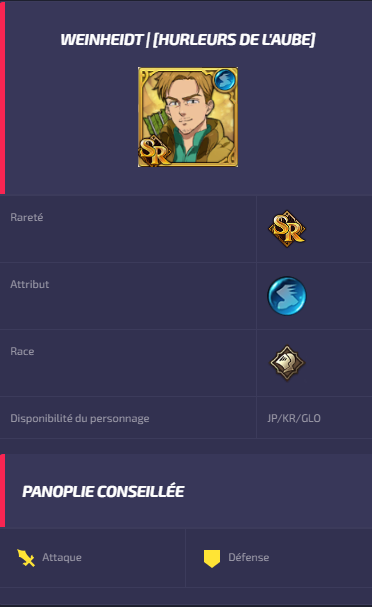 WEINHEIDT | [HURLEURS DE L'AUBE]
SR
Rareté
SR
Attribut
Race
Disponibilité du personnage
JP/KR/GLO
PANOPLIE CONSEILLÉE
Attaque
Défense